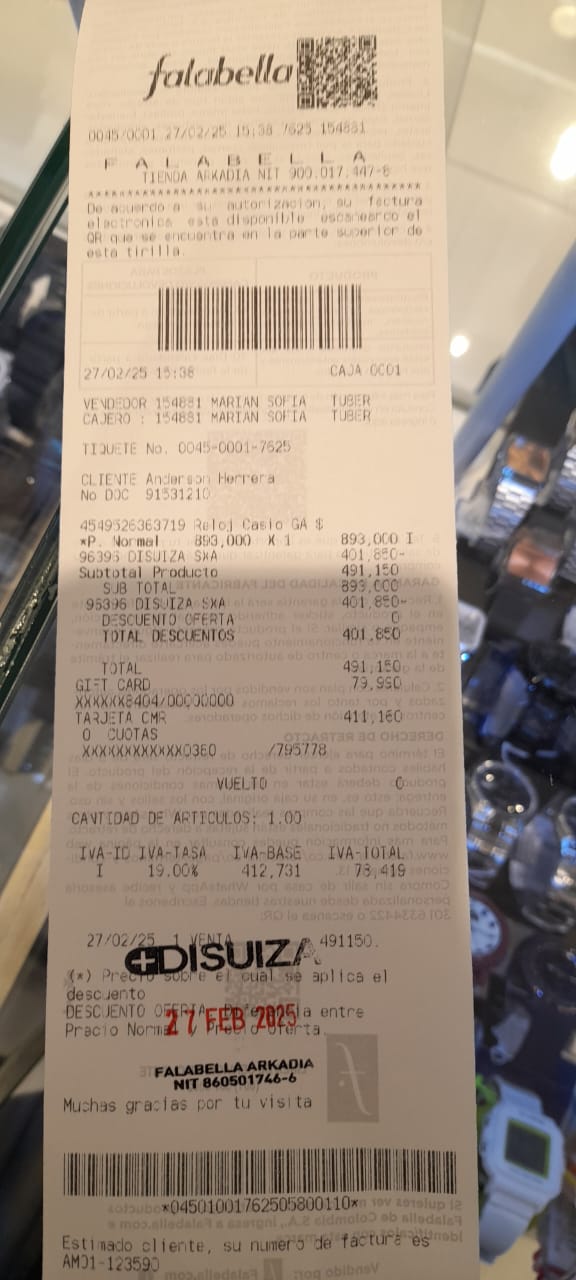 falabella
0045/0001 27/02/25 15:38 7625 154881
F A L A B E L L A
TIENDA ARKADIA NIT 900.017.447-8
De acuerdo a su autorizacion, su factura
electronica esta disponible escaneando el
QR que se encuentra en la parte superior de
esta tirilla.
27/02/25 15:38 CAJA 0001
VENDEDOR 154881 MARIAN SOFIA TUBER
CAJERO : 154881 MARIAN SOFIA TUBER
TIQUETE No. 0045-0001-7625
CLIENTE Anderson Herrera
No DOC 91531210
4549526363719 Reloj Casio GA $
*P. Normal 893,000 X 1 893,000 I
96396 DISUIZA SXA 401,850-
Subtotal Producto 491,150
SUB TOTAL 893,000
96396 DISUIZA SXA 401,850-
DESCUENTO OFERTA 0
TOTAL DESCUENTOS 401,850
TOTAL 491,150
GIFT CARD 79,990
XXXXXX8404/00000000
TARJETA CMR 411,160
0 CUOTAS
XXXXXXXXXXXX0360 /795778
VUELTO 0
CANTIDAD DE ARTICULOS: 1.00
IVA-ID IVA-TASA IVA-BASE IVA-TOTAL
I 19.00% 412,731 78,419
27/02/25 1 VENTA 491150.
DISUIZA
(*) Precio sobre el cual se aplica el
descuento
DESCUENTO OFERTA: Diferencia entre
Precio Normal y Precio Oferta.
27 FEB 2025
FALABELLA ARKADIA
NIT 860501746-6
Muchas gracias por tu visita
*04501001762505800110*
Estimado cliente, su numero de factura es
AM01-123590